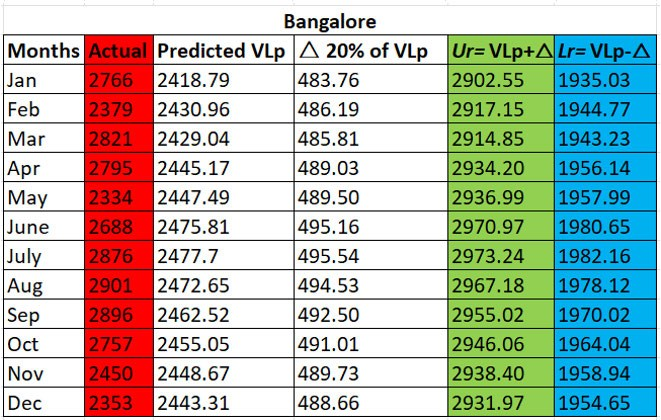 Bangalore
Months Actual Predicted VLp △ 20% of VLp Ur= VLp+△ Lr= VLp-△
Jan 2766 2418.79 483.76 2902.55 1935.03
Feb 2379 2430.96 486.19 2917.15 1944.77
Mar 2821 2429.04 485.81 2914.85 1943.23
Apr 2795 2445.17 489.03 2934.20 1956.14
May 2334 2447.49 489.50 2936.99 1957.99
June 2688 2475.81 495.16 2970.97 1980.65
July 2876 2477.7 495.54 2973.24 1982.16
Aug 2901 2472.65 494.53 2967.18 1978.12
Sep 2896 2462.52 492.50 2955.02 1970.02
Oct 2757 2455.05 491.01 2946.06 1964.04
Nov 2450 2448.67 489.73 2938.40 1958.94
Dec 2353 2443.31 488.66 2931.97 1954.65